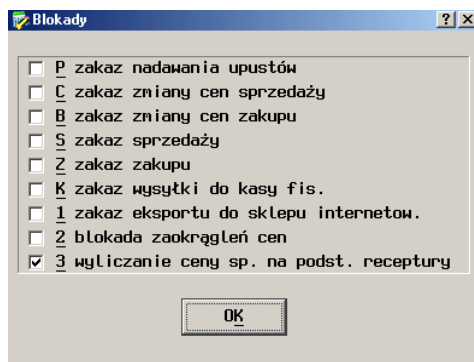 Blokady
P zakaz nadawania upustów
C zakaz zmiany cen sprzedaży
B zakaz zmiany cen zakupu
S zakaz sprzedaży
Z zakaz zakupu
K zakaz wysyłki do kasy fis.
1 zakaz eksportu do sklepu internetow.
2 blokada zaokrągleń cen
3 wyliczanie ceny sp. na podst. receptury
OK